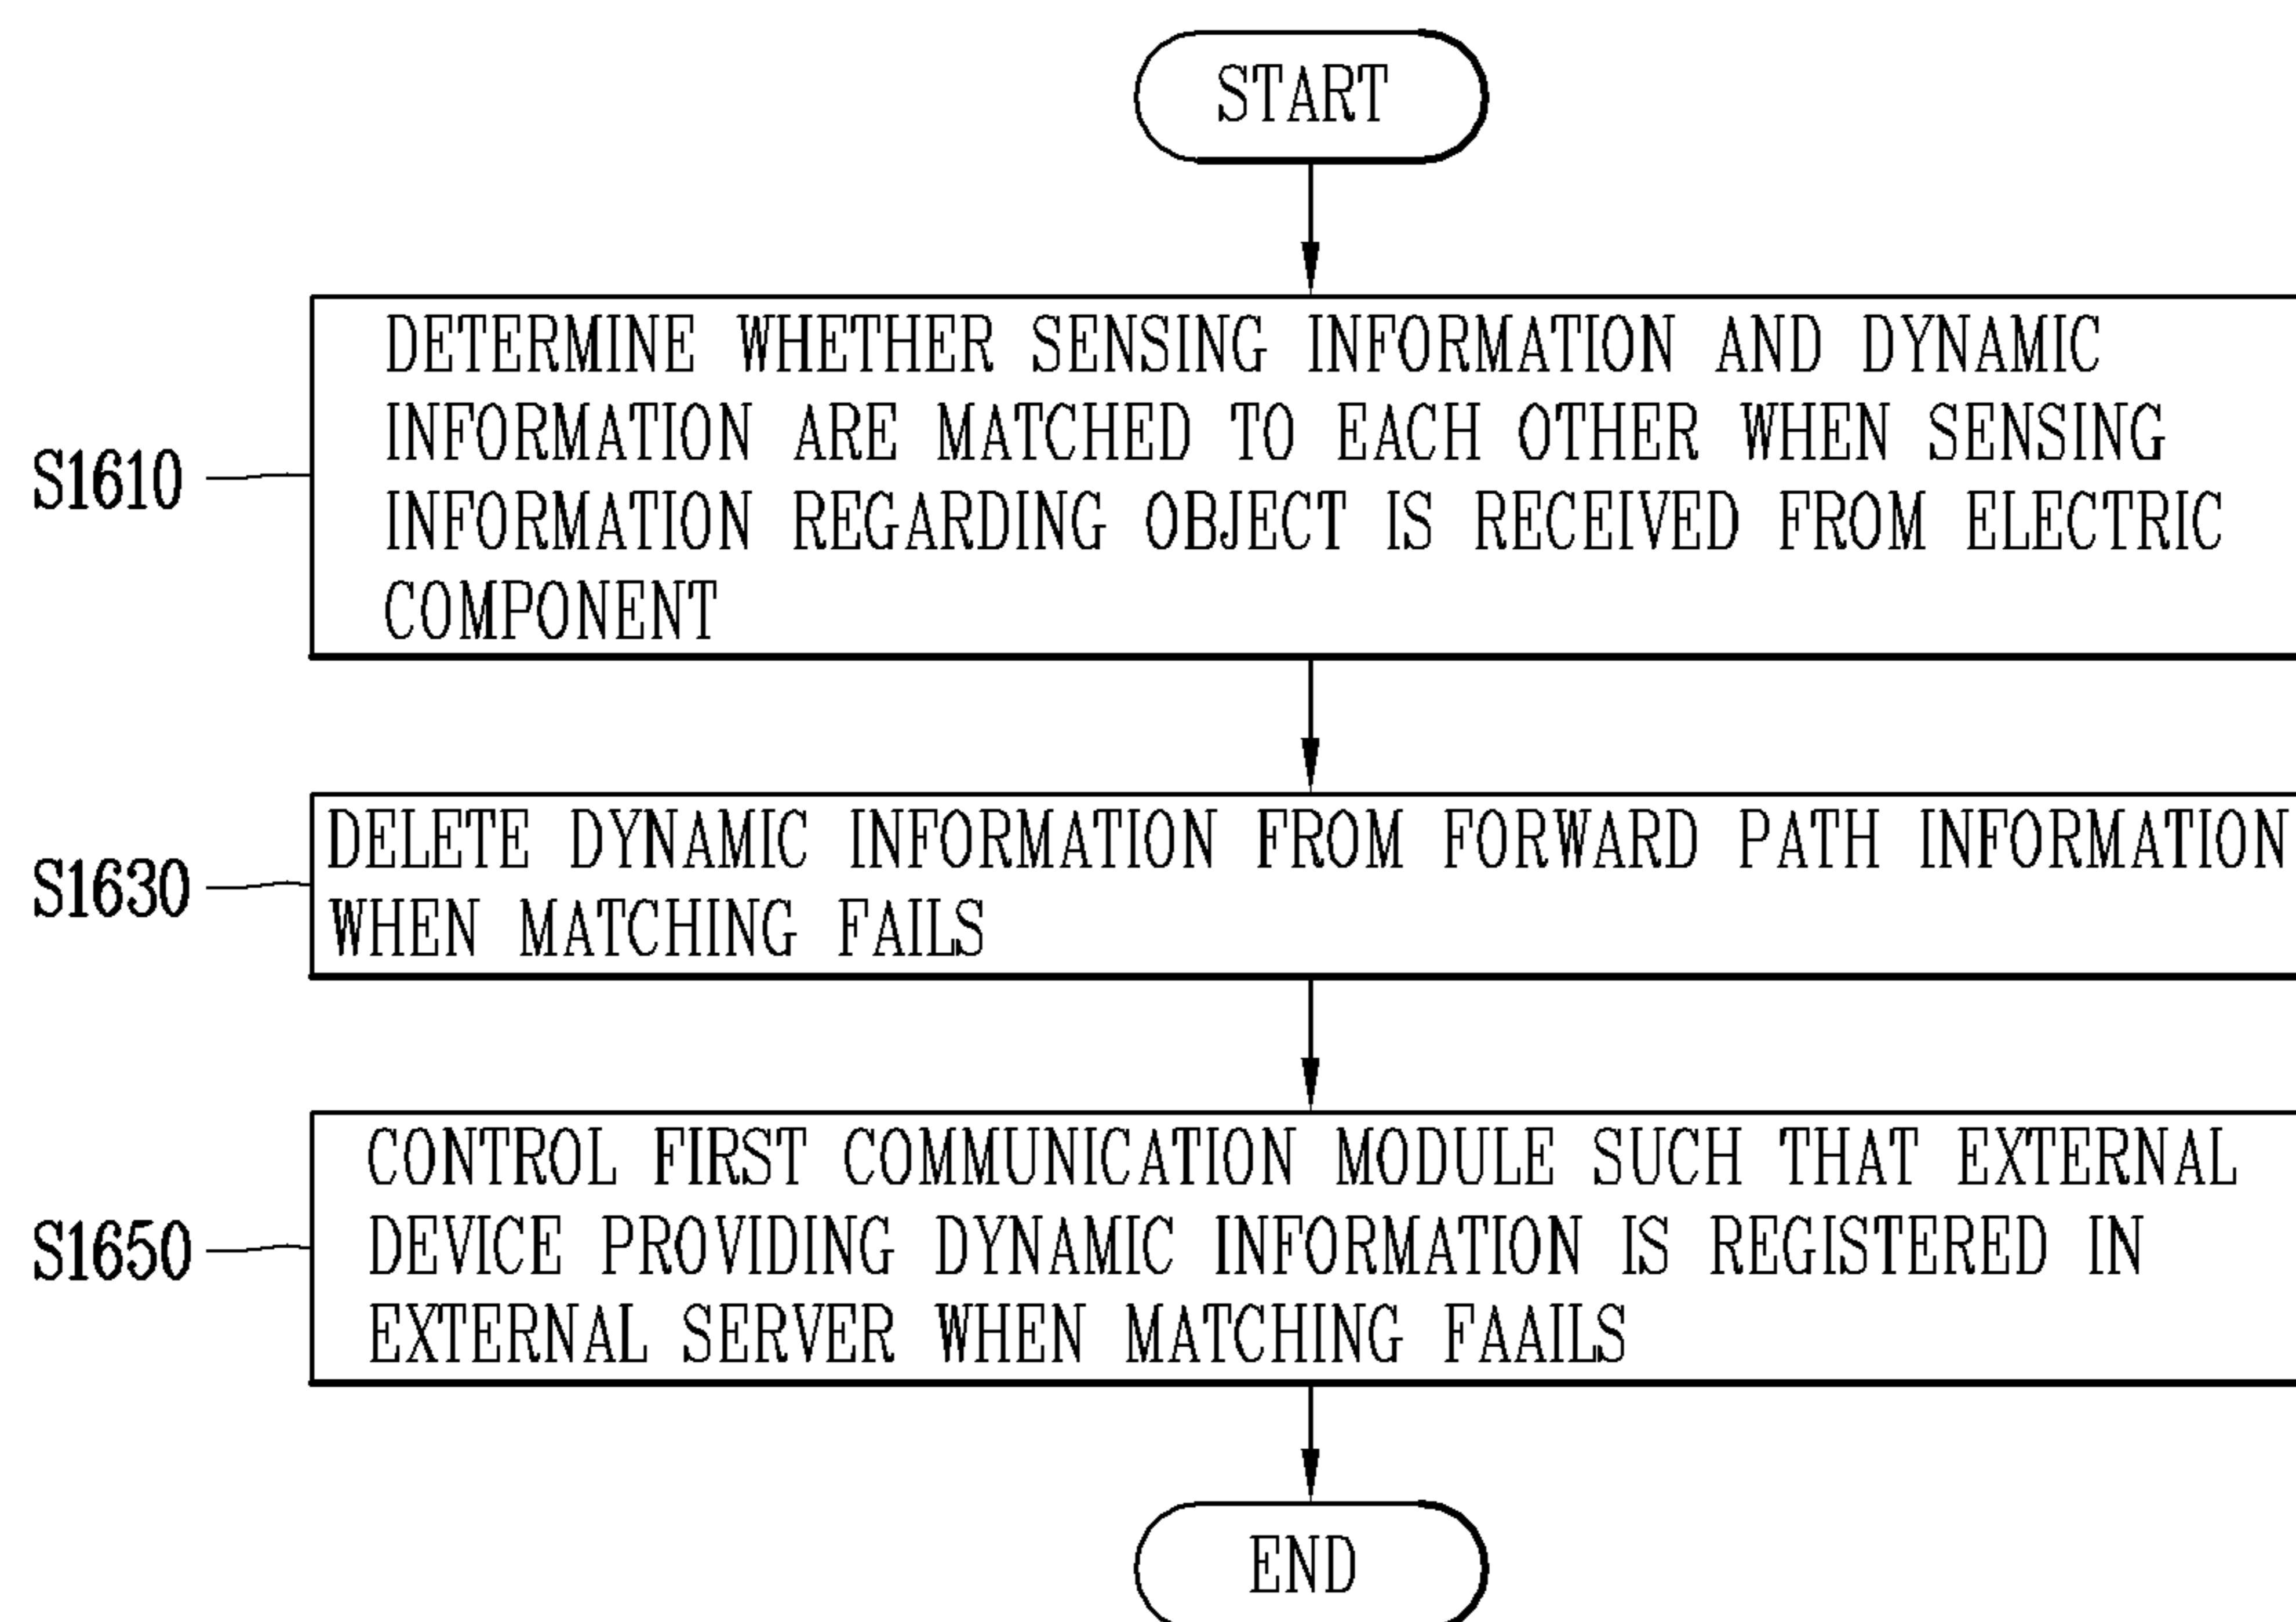 START
DETERMINE WHETHER SENSING INFORMATION AND DYNAMIC
INFORMATION ARE MATCHED TO EACH OTHER WHEN SENSING
S1610
INFORMATION REGARDING OBJECT IS RECEIVED FROM ELECTRIC
COMPONENT
DELETE DYNAMIC INFORMATION FROM FORWARD PATH INFORMATION
S1630
WHEN MATCHING FAILS
CONTROL FIRST COMMUNICATION MODULE SUCH THAT EXTERNAL
S1650
DEVICE PROVIDING DYNAMIC INFORMATION IS REGISTERED IN
EXTERNAL SERVER WHEN MATCHING FAAILS
END